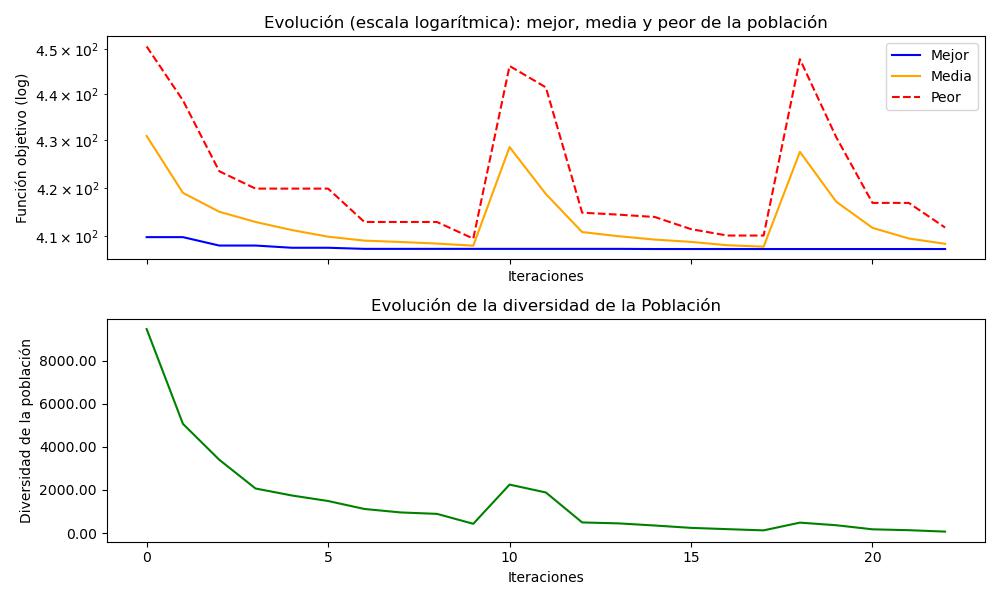 Evolución (escala logarítmica): mejor, media y peor de la población
4.5 × 10²
4.4 × 10²
4.3 × 10²
4.2 × 10²
4.1 × 10²
Función objetivo (log)
Mejor
Media
Peor
Iteraciones
Evolución de la diversidad de la Población
8000.00
6000.00
4000.00
2000.00
0.00
Diversidad de la población
0 5 10 15 20
Iteraciones